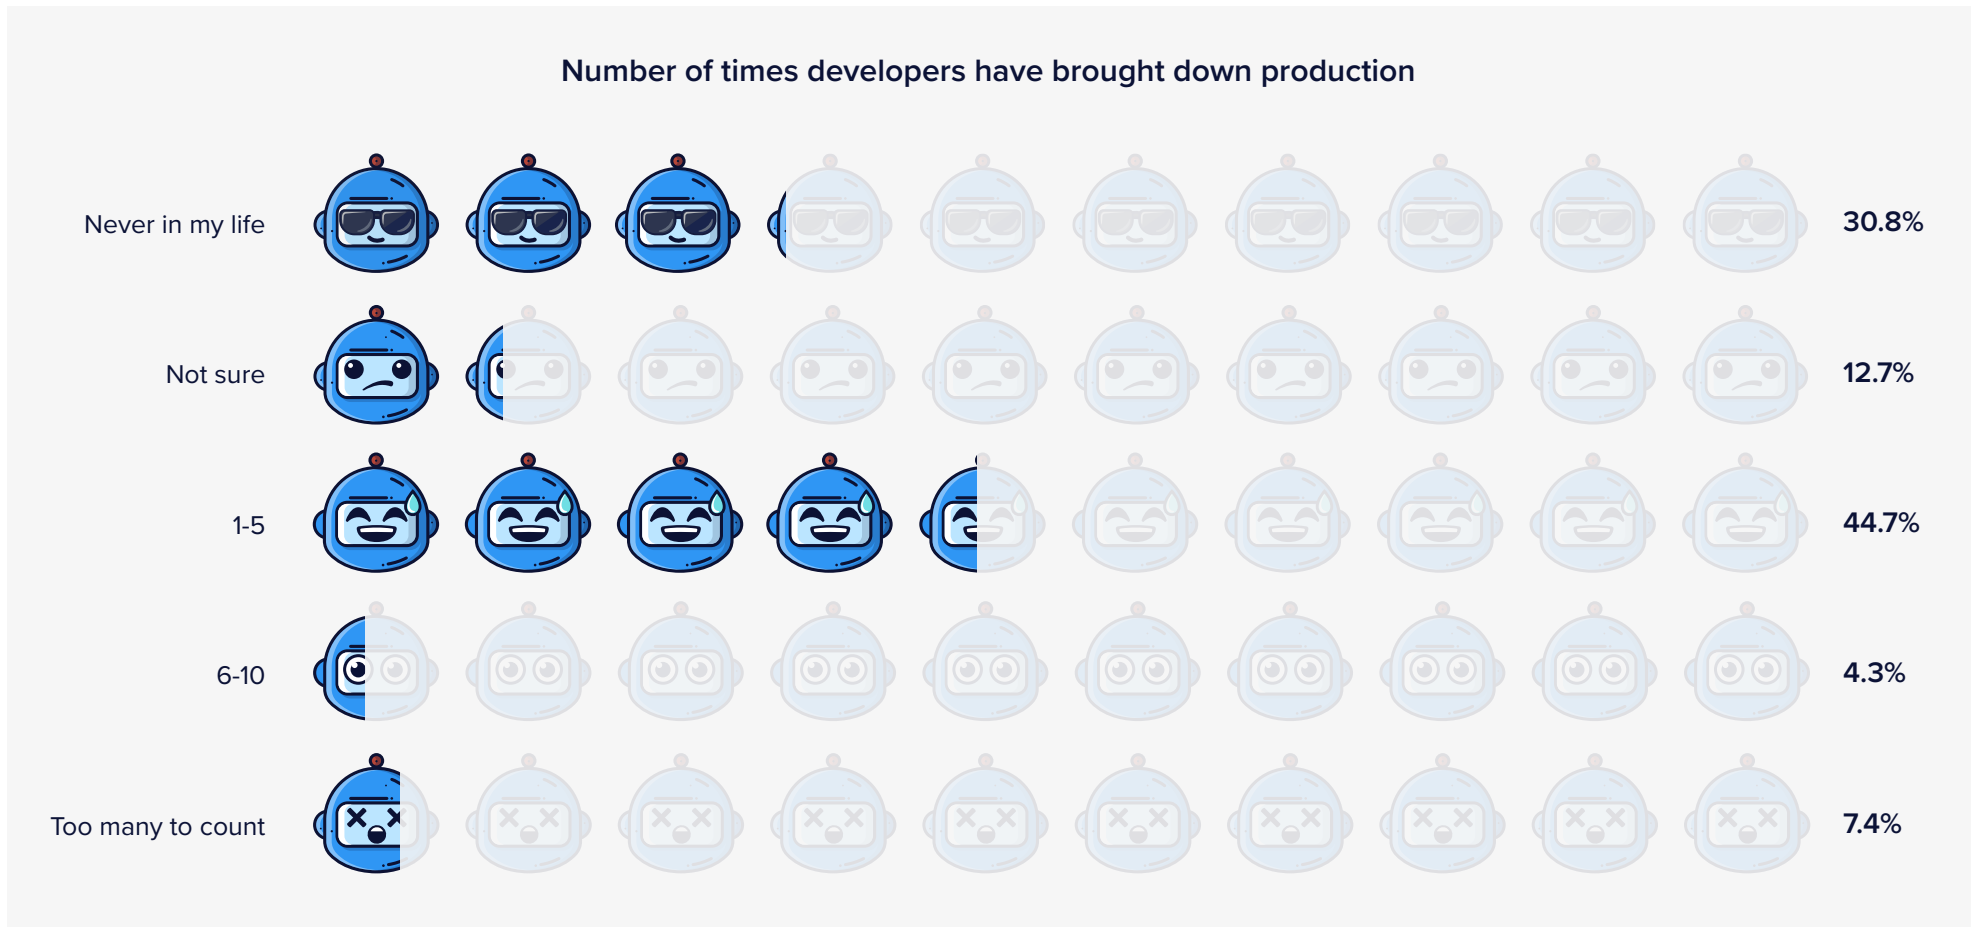 Number of times developers have brought down production
Never in my life 30.8%
Not sure 12.7%
1-5 44.7%
6-10 4.3%
Too many to count 7.4%